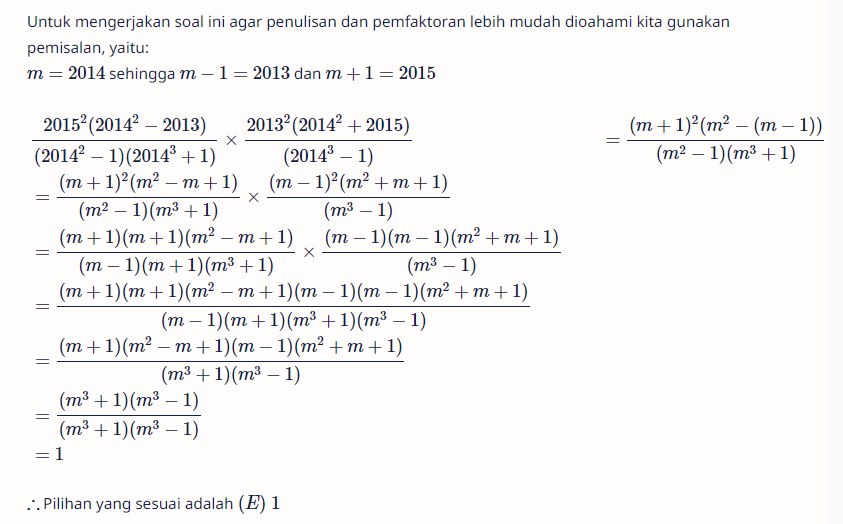 Untuk mengerjakan soal ini agar penulisan dan pemfaktoran lebih mudah dioahami kita gunakan
pemisalan, yaitu:
m = 2014 sehingga m − 1 = 2013 dan m + 1 = 2015
\frac{2015^2(2014^2 − 2013)}{(2014^2 − 1)(2014^3 + 1)} × \frac{2013^2(2014^2 + 2015)}{(2014^3 − 1)} = \frac{(m + 1)^2(m^2 − (m − 1))}{(m^2 − 1)(m^3 + 1)}
= \frac{(m + 1)^2(m^2 − m + 1)}{(m^2 − 1)(m^3 + 1)} × \frac{(m − 1)^2(m^2 + m + 1)}{(m^3 − 1)}
= \frac{(m + 1)(m + 1)(m^2 − m + 1)}{(m − 1)(m + 1)(m^3 + 1)} × \frac{(m − 1)(m − 1)(m^2 + m + 1)}{(m^3 − 1)}
= \frac{(m + 1)(m + 1)(m^2 − m + 1)(m − 1)(m − 1)(m^2 + m + 1)}{(m − 1)(m + 1)(m^3 + 1)(m^3 − 1)}
= \frac{(m + 1)(m^2 − m + 1)(m − 1)(m^2 + m + 1)}{(m^3 + 1)(m^3 − 1)}
= \frac{(m^3 + 1)(m^3 − 1)}{(m^3 + 1)(m^3 − 1)}
= 1
∴ Pilihan yang sesuai adalah (E) 1